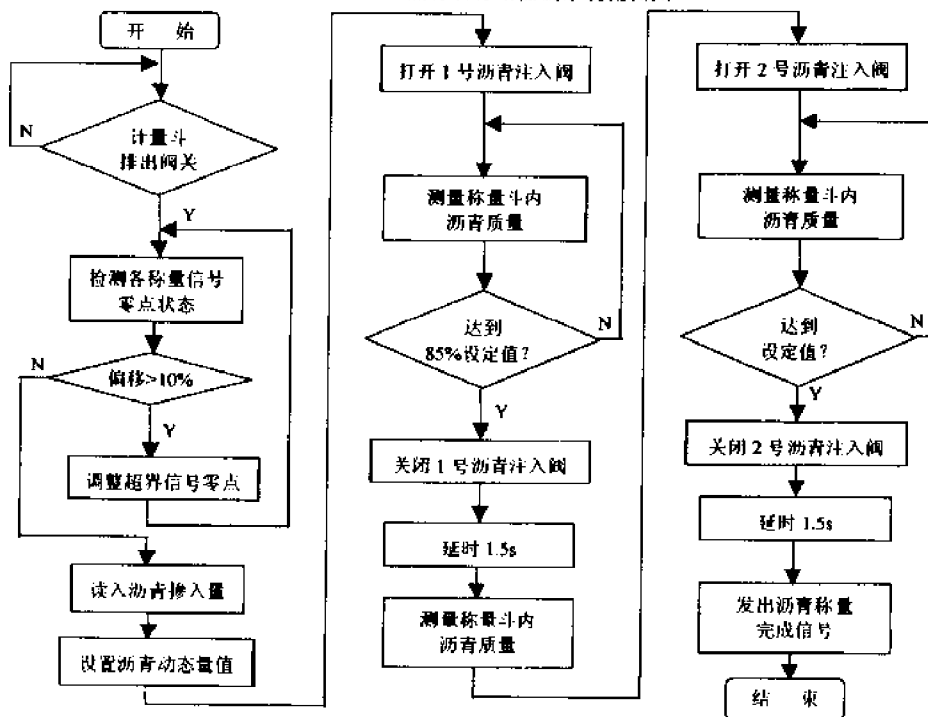 开 始
N
计量斗
排出阀关
Y
检测各称量信号
零点状态
N
偏移>10%
Y
调整超界信号零点
读入沥青掺入量
设置沥青动态量值
打开1号沥青注入阀
测量称量斗内
沥青质量
达到
85%设定值?
N
Y
关闭1号沥青注入阀
延时1.5s
测量称量斗内
沥青质量
打开2号沥青注入阀
测量称量斗内
沥青质量
达到
设定值?
N
Y
关闭2号沥青注入阀
延时1.5s
发出沥青称量
完成信号
结 束